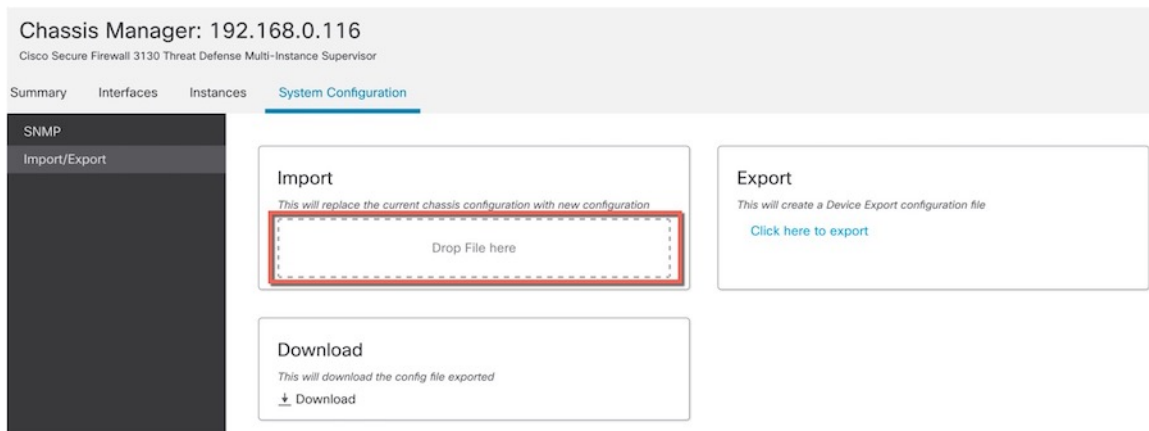 Chassis Manager: 192.168.0.116
Cisco Secure Firewall 3130 Threat Defense Multi-Instance Supervisor
Summary Interfaces Instances System Configuration
SNMP
Import/Export
Import
This will replace the current chassis configuration with new configuration
Drop File here
Export
This will create a Device Export configuration file
Click here to export
Download
This will download the config file exported
Download